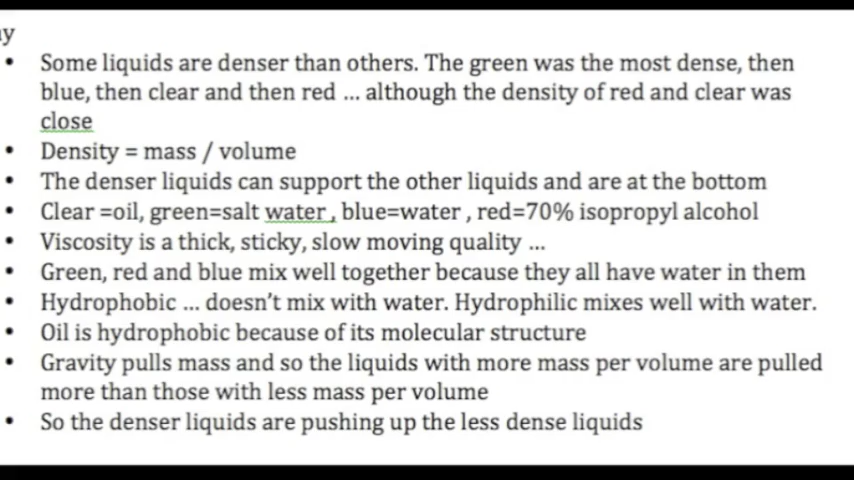 ay
• Some liquids are denser than others. The green was the most dense, then
blue, then clear and then red ... although the density of red and clear was
close
• Density = mass / volume
• The denser liquids can support the other liquids and are at the bottom
• Clear =oil, green=salt water , blue=water , red=70% isopropyl alcohol
• Viscosity is a thick, sticky, slow moving quality ...
• Green, red and blue mix well together because they all have water in them
• Hydrophobic ... doesn't mix with water. Hydrophilic mixes well with water.
• Oil is hydrophobic because of its molecular structure
• Gravity pulls mass and so the liquids with more mass per volume are pulled
more than those with less mass per volume
• So the denser liquids are pushing up the less dense liquids